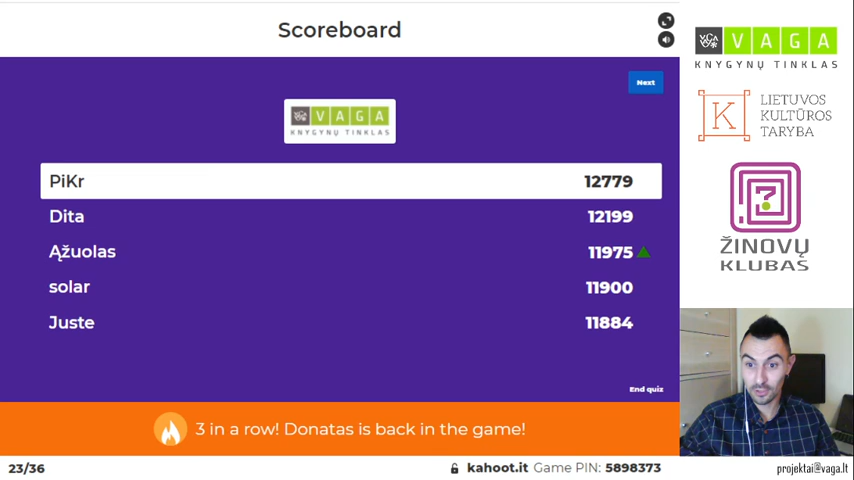 Scoreboard
Next
VAGA
KNYGYNŲ TINKLAS
PiKr 12779
Dita 12199
Ąžuolas 11975
solar 11900
Juste 11884
End quiz
3 in a row! Donatas is back in the game!
23/36
kahoot.it Game PIN: 5898373
VAGA
KNYGYNŲ TINKLAS
LIETUVOS
KULTŪROS
TARYBA
K
?
ŽINOVŲ
KLUBAS
projektai@vaga.lt